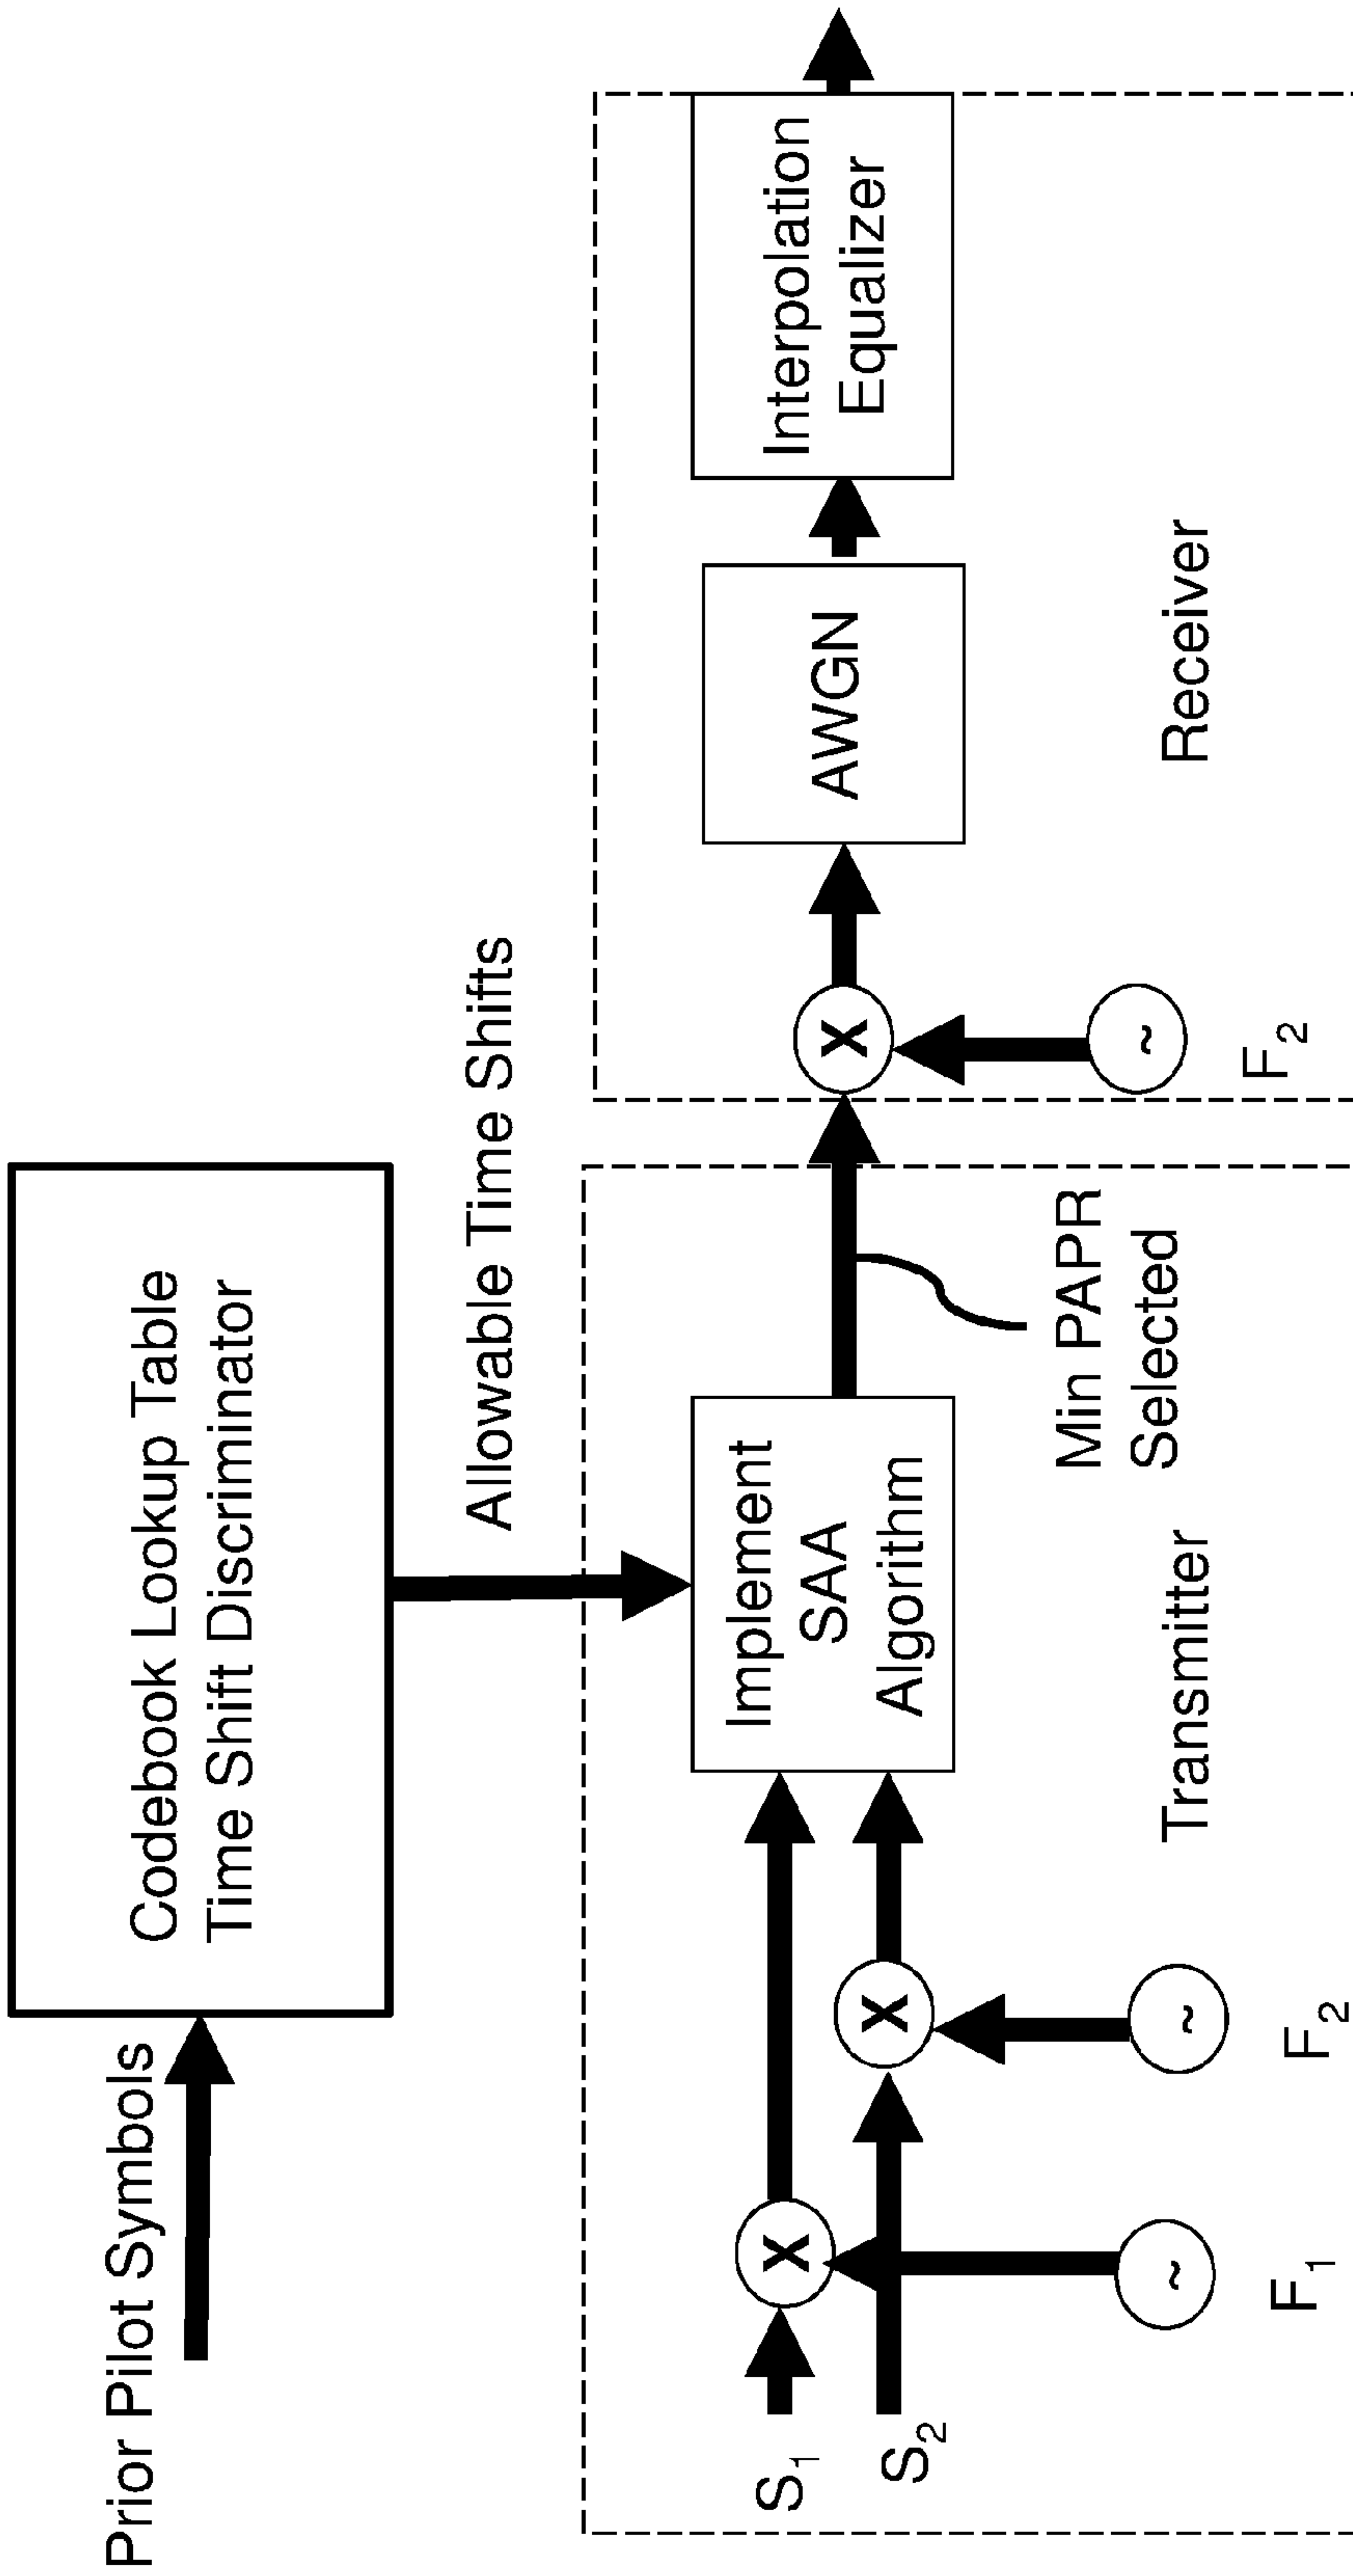 Prior Pilot Symbols
Codebook Lookup Table
Time Shift Discriminator
Allowable Time Shifts
S1
S2
X
X
~
F1
~
F2
Implement
SAA
Algorithm
Min PAPR
Selected
Transmitter
X
~
F2
AWGN
Interpolation
Equalizer
Receiver